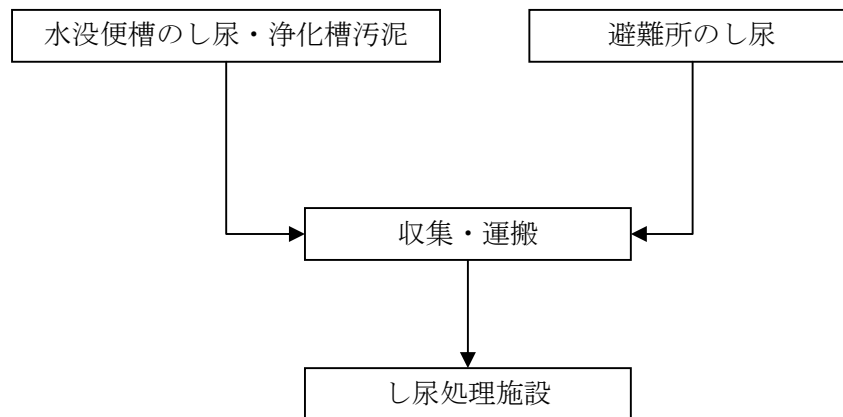 水没便槽のし尿・浄化槽汚泥
避難所のし尿
収集・運搬
し尿処理施設